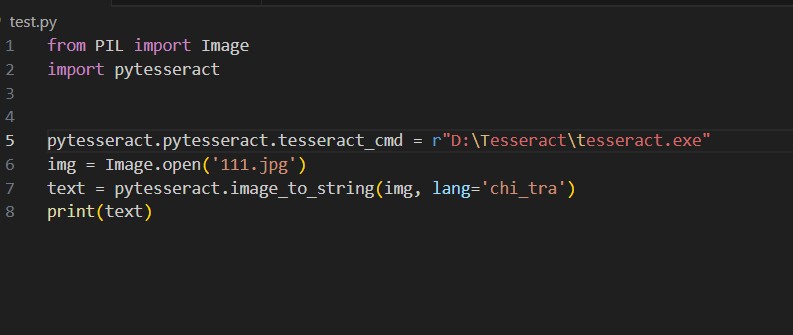 test.py
1 from PIL import Image
2 import pytesseract
3
4
5 pytesseract.pytesseract.tesseract_cmd = r"D:\Tesseract\tesseract.exe"
6 img = Image.open('111.jpg')
7 text = pytesseract.image_to_string(img, lang='chi_tra')
8 print(text)